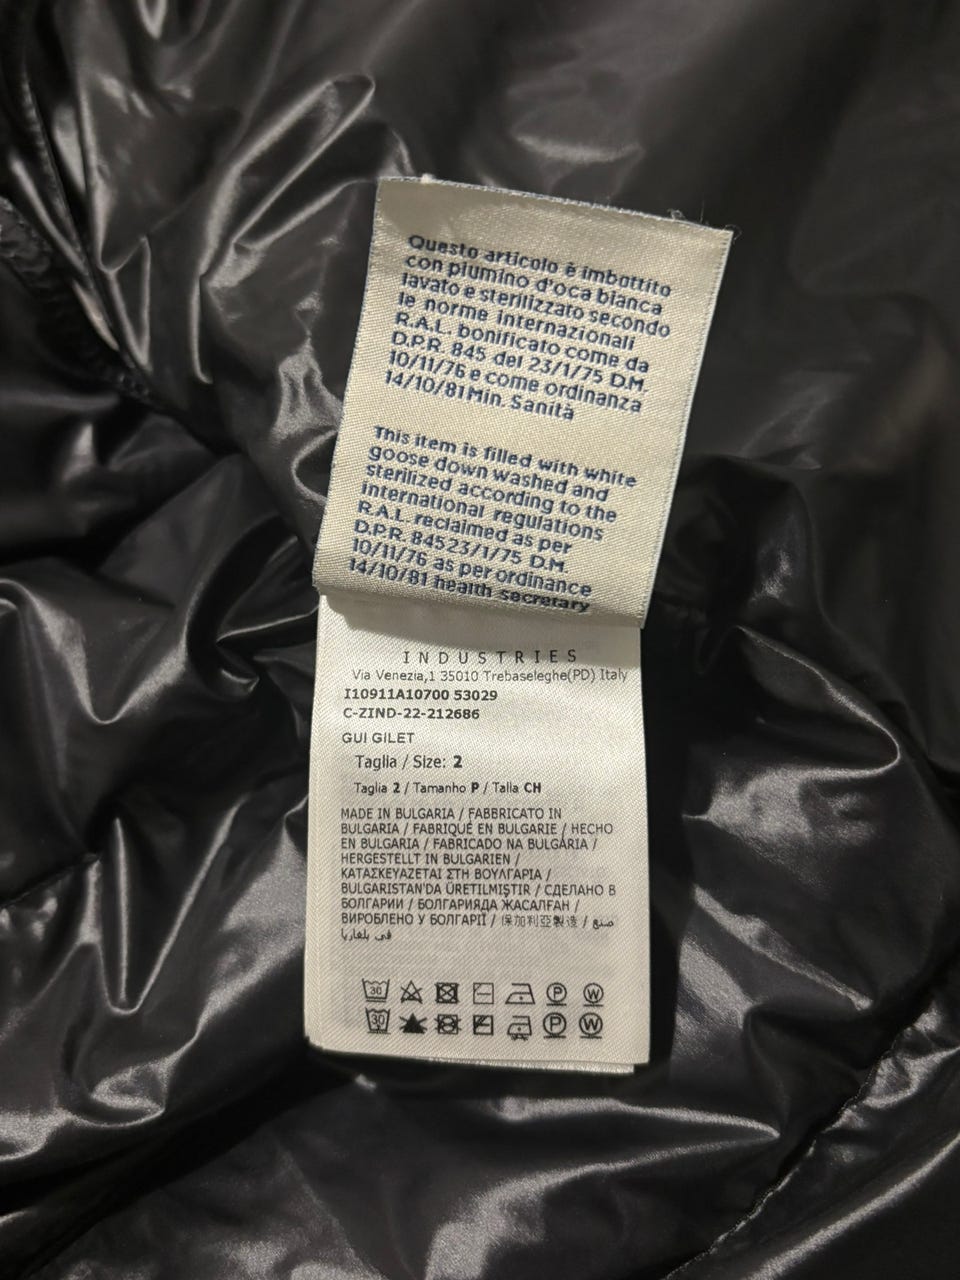 Questo articolo è imbottito
con piumino d'oca bianca
lavato e sterilizzato secondo
le norme internazionali
R.A.L. bonificato come da
D.P.R. 845 del 23/1/75 D.M.
10/11/76 e come ordinanza
14/10/81 Min. Sanità
This item is filled with white
goose down washed and
sterilized according to the
international regulations
R.A.L. reclaimed as per
D.P.R. 84523/1/75 D.M.
10/11/76 as per ordinance
14/10/81 health secretary
INDUSTRIES
Via Venezia,1 35010 Trebaseleghe(PD) Italy
I10911A10700 53029
C-ZIND-22-212686
GUI GILET
Taglia / Size: 2
Taglia 2 / Tamanho P / Talla CH
MADE IN BULGARIA / FABBRICATO IN
BULGARIA / FABRIQUÉ EN BULGARIE / HECHO
EN BULGARIA / FABRICADO NA BULGÁRIA /
HERGESTELLT IN BULGARIEN /
ΚΑΤΑΣΚΕΥΑΖΕΤΑΙ ΣΤΗ ΒΟΥΛΓΑΡΙΑ /
BULGARISTAN'DA ÜRETILMIŞTIR / СДЕЛАНО В
БОЛГАРИИ / БОЛГАРИЯДА ЖАСАЛҒАН /
ВИРОБЛЕНО У БОЛГАРІЇ / 保加利亞製造 / صنع
في بلغاريا
30 P W
30 P W